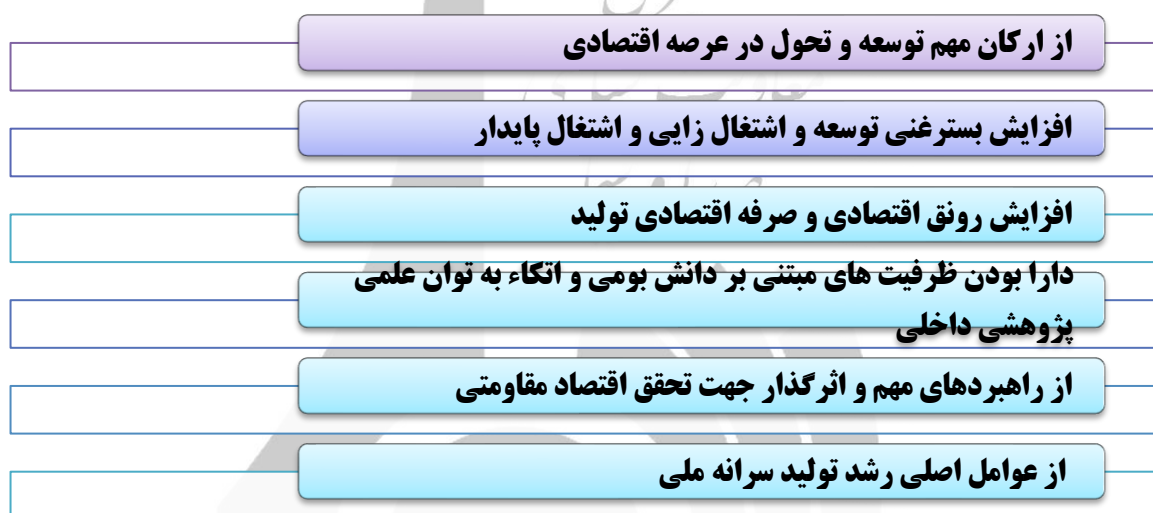 از ارکان مهم توسعه و تحول در عرصه اقتصادی
افزایش بسترغنی توسعه و اشتغال زایی و اشتغال پایدار
افزایش رونق اقتصادی و صرفه اقتصادی تولید
دارا بودن ظرفیت های مبتنی بر دانش بومی و اتکاء به توان علمی
پژوهشی داخلی
از راهبردهای مهم و اثرگذار جهت تحقق اقتصاد مقاومتی
از عوامل اصلی رشد تولید سرانه ملی